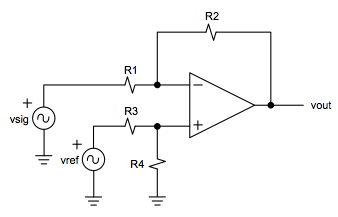 R2
R1
−
vsig
+
R3
vout
vref
+
+
R4